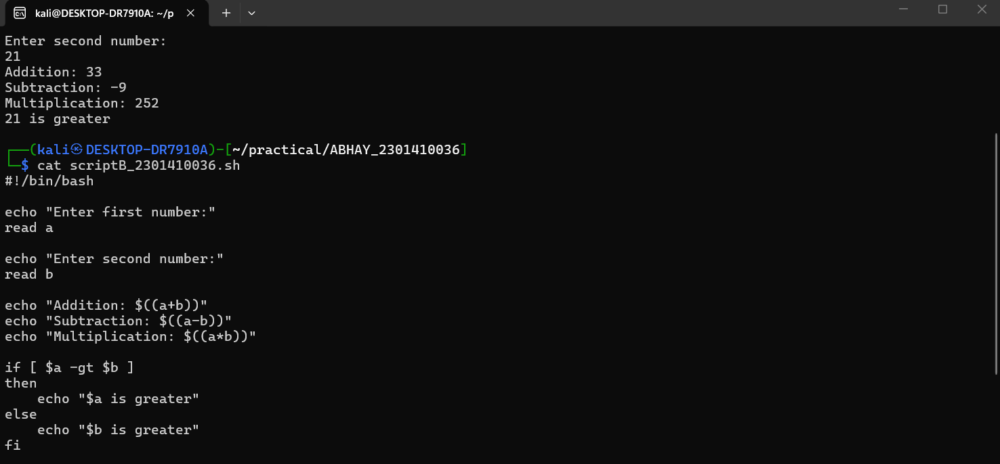 kali@DESKTOP-DR7910A: ~/p
Enter second number:
21
Addition: 33
Subtraction: -9
Multiplication: 252
21 is greater
┌──(kali㉿DESKTOP-DR7910A)-[~/practical/ABHAY_2301410036]
└─$ cat scriptB_2301410036.sh
#!/bin/bash
echo "Enter first number:"
read a
echo "Enter second number:"
read b
echo "Addition: $((a+b))"
echo "Subtraction: $((a-b))"
echo "Multiplication: $((a*b))"
if [ $a -gt $b ]
then
    echo "$a is greater"
else
    echo "$b is greater"
fi